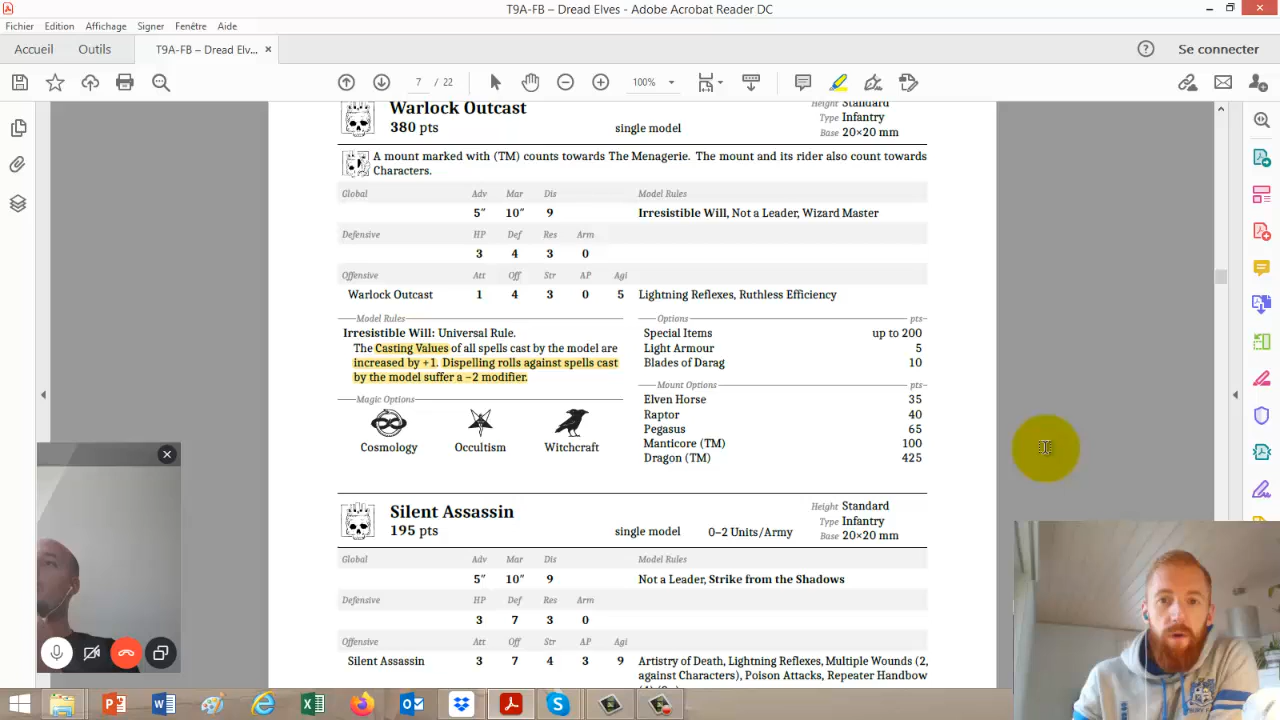 T9A-FB – Dread Elves - Adobe Acrobat Reader DC
Fichier Edition Affichage Signer Fenêtre Aide
Accueil Outils T9A-FB – Dread Elv... × Se connecter
7 / 22 100%
Warlock Outcast
380 pts single model
Height Standard
Type Infantry
Base 20×20 mm
A mount marked with (TM) counts towards The Menagerie. The mount and its rider also count towards
Characters.
Global Adv Mar Dis Model Rules
5″ 10″ 9 Irresistible Will, Not a Leader, Wizard Master
Defensive HP Def Res Arm
3 4 3 0
Offensive Att Off Str AP Agi
Warlock Outcast 1 4 3 0 5 Lightning Reflexes, Ruthless Efficiency
Model Rules
Irresistible Will: Universal Rule.
The Casting Values of all spells cast by the model are
increased by +1. Dispelling rolls against spells cast
by the model suffer a −2 modifier.
Magic Options
Cosmology Occultism Witchcraft
Options pts
Special Items up to 200
Light Armour 5
Blades of Darag 10
Mount Options pts
Elven Horse 35
Raptor 40
Pegasus 65
Manticore (TM) 100
Dragon (TM) 425
Silent Assassin
195 pts single model 0–2 Units/Army
Height Standard
Type Infantry
Base 20×20 mm
Global Adv Mar Dis Model Rules
5″ 10″ 9 Not a Leader, Strike from the Shadows
Defensive HP Def Res Arm
3 7 3 0
Offensive Att Off Str AP Agi
Silent Assassin 3 7 4 3 9 Artistry of Death, Lightning Reflexes, Multiple Wounds (2,
against Characters), Poison Attacks, Repeater Handbow